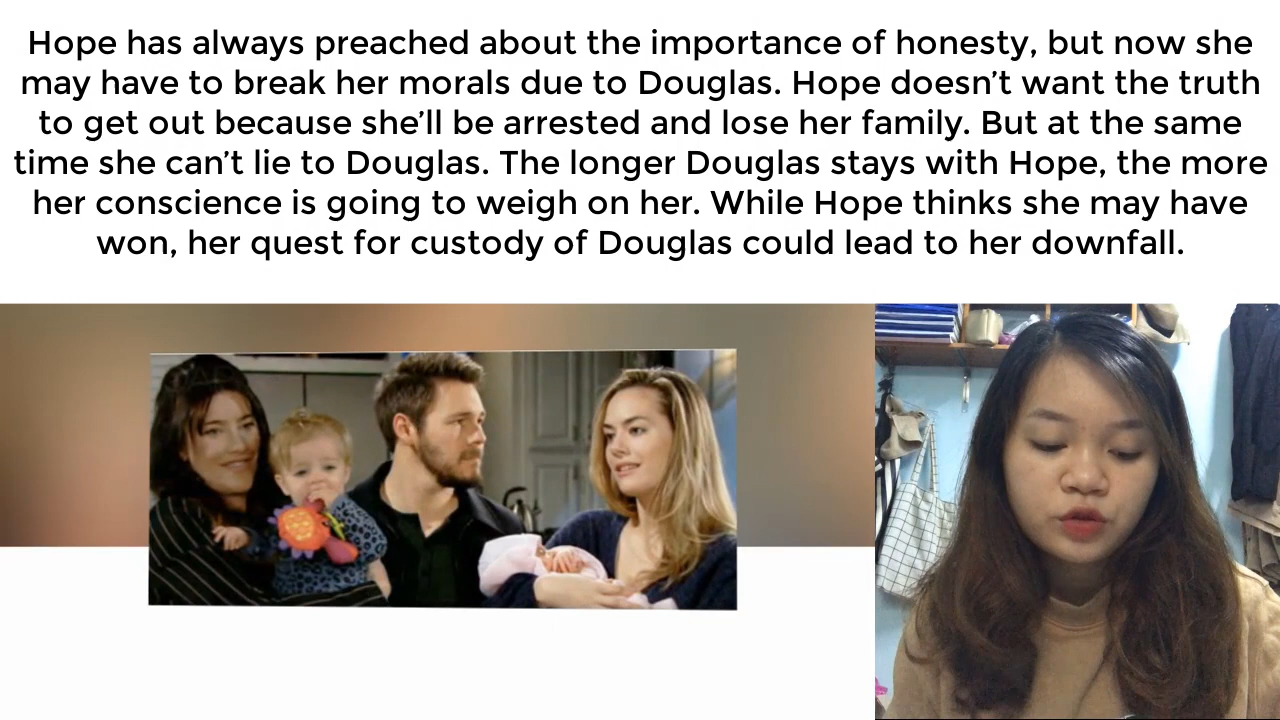 Hope has always preached about the importance of honesty, but now she
may have to break her morals due to Douglas. Hope doesn’t want the truth
to get out because she’ll be arrested and lose her family. But at the same
time she can’t lie to Douglas. The longer Douglas stays with Hope, the more
her conscience is going to weigh on her. While Hope thinks she may have
won, her quest for custody of Douglas could lead to her downfall.